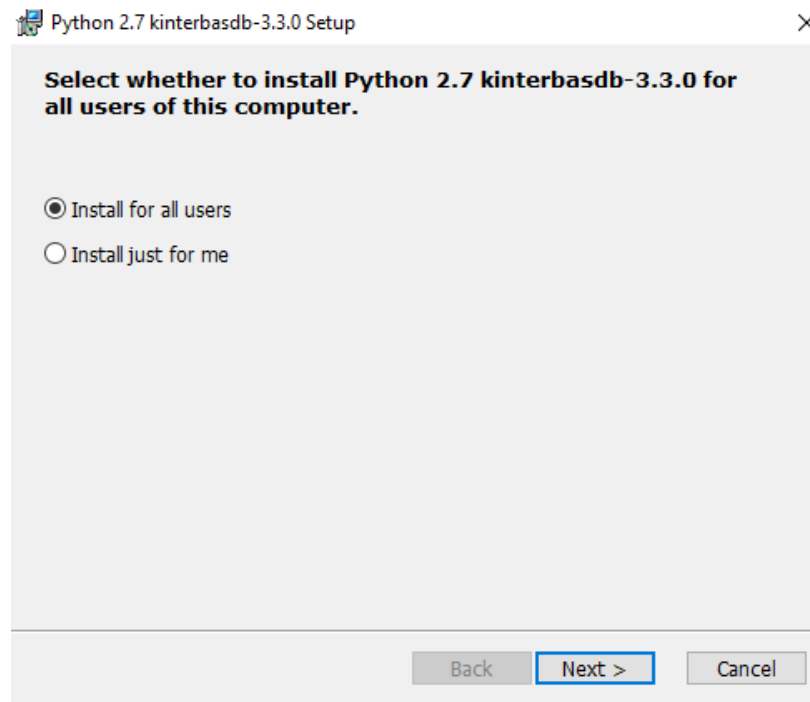 Python 2.7 kinterbasdb-3.3.0 Setup
Select whether to install Python 2.7 kinterbasdb-3.3.0 for
all users of this computer.
Install for all users
Install just for me
Back
Next >
Cancel